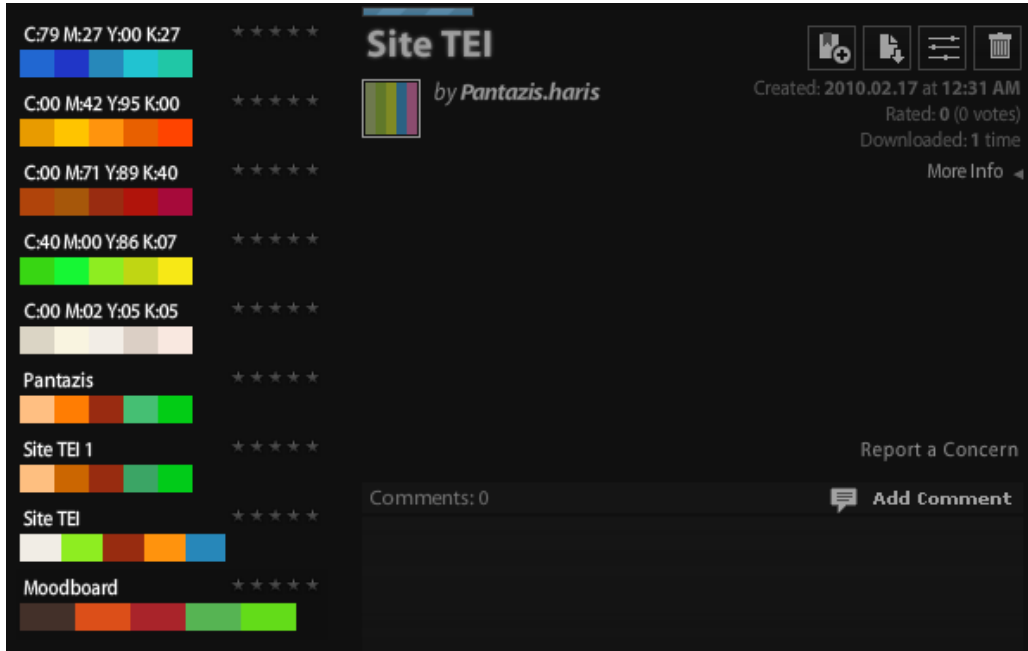 C:79 M:27 Y:00 K:27
C:00 M:42 Y:95 K:00
C:00 M:71 Y:89 K:40
C:40 M:00 Y:86 K:07
C:00 M:02 Y:05 K:05
Pantazis
Site TEI 1
Site TEI
Moodboard
Site TEI
by Pantazis.haris
Created: 2010.02.17 at 12:31 AM
Rated: 0 (0 votes)
Downloaded: 1 time
More Info
Report a Concern
Comments: 0
Add Comment